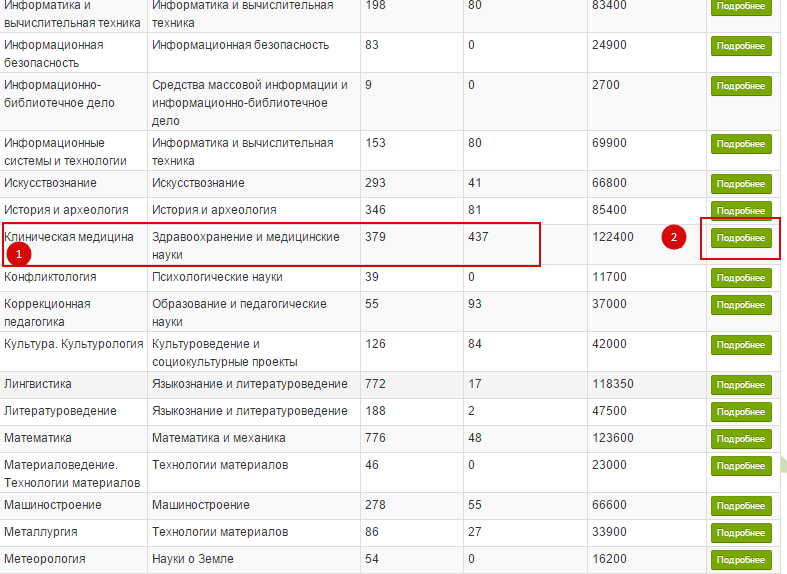 Информатика и Информатика и вычислительная 198 80 83400 Подробнее
вычислительная техника техника
Информационная Информационная безопасность 83 0 24900 Подробнее
безопасность
Информационно- Средства массовой информации и 9 0 2700 Подробнее
библиотечное дело информационно-библиотечное
дело
Информационные Информатика и вычислительная 153 80 69900 Подробнее
системы и технологии техника
Искусствознание Искусствознание 293 41 66800 Подробнее
История и археология История и археология 346 81 85400 Подробнее
Клиническая медицина Здравоохранение и медицинские 379 437 122400 2 Подробнее
1 науки
Конфликтология Психологические науки 39 0 11700 Подробнее
Коррекционная Образование и педагогические 55 93 37000 Подробнее
педагогика науки
Культура. Культурология Культуроведение и 126 84 42000 Подробнее
социокультурные проекты
Лингвистика Языкознание и литературоведение 772 17 118350 Подробнее
Литературоведение Языкознание и литературоведение 188 2 47500 Подробнее
Математика Математика и механика 776 48 123600 Подробнее
Материаловедение. Технологии материалов 46 0 23000 Подробнее
Технологии материалов
Машиностроение Машиностроение 278 55 66600 Подробнее
Металлургия Технологии материалов 86 27 33900 Подробнее
Метеорология Науки о Земле 54 0 16200 Подробнее